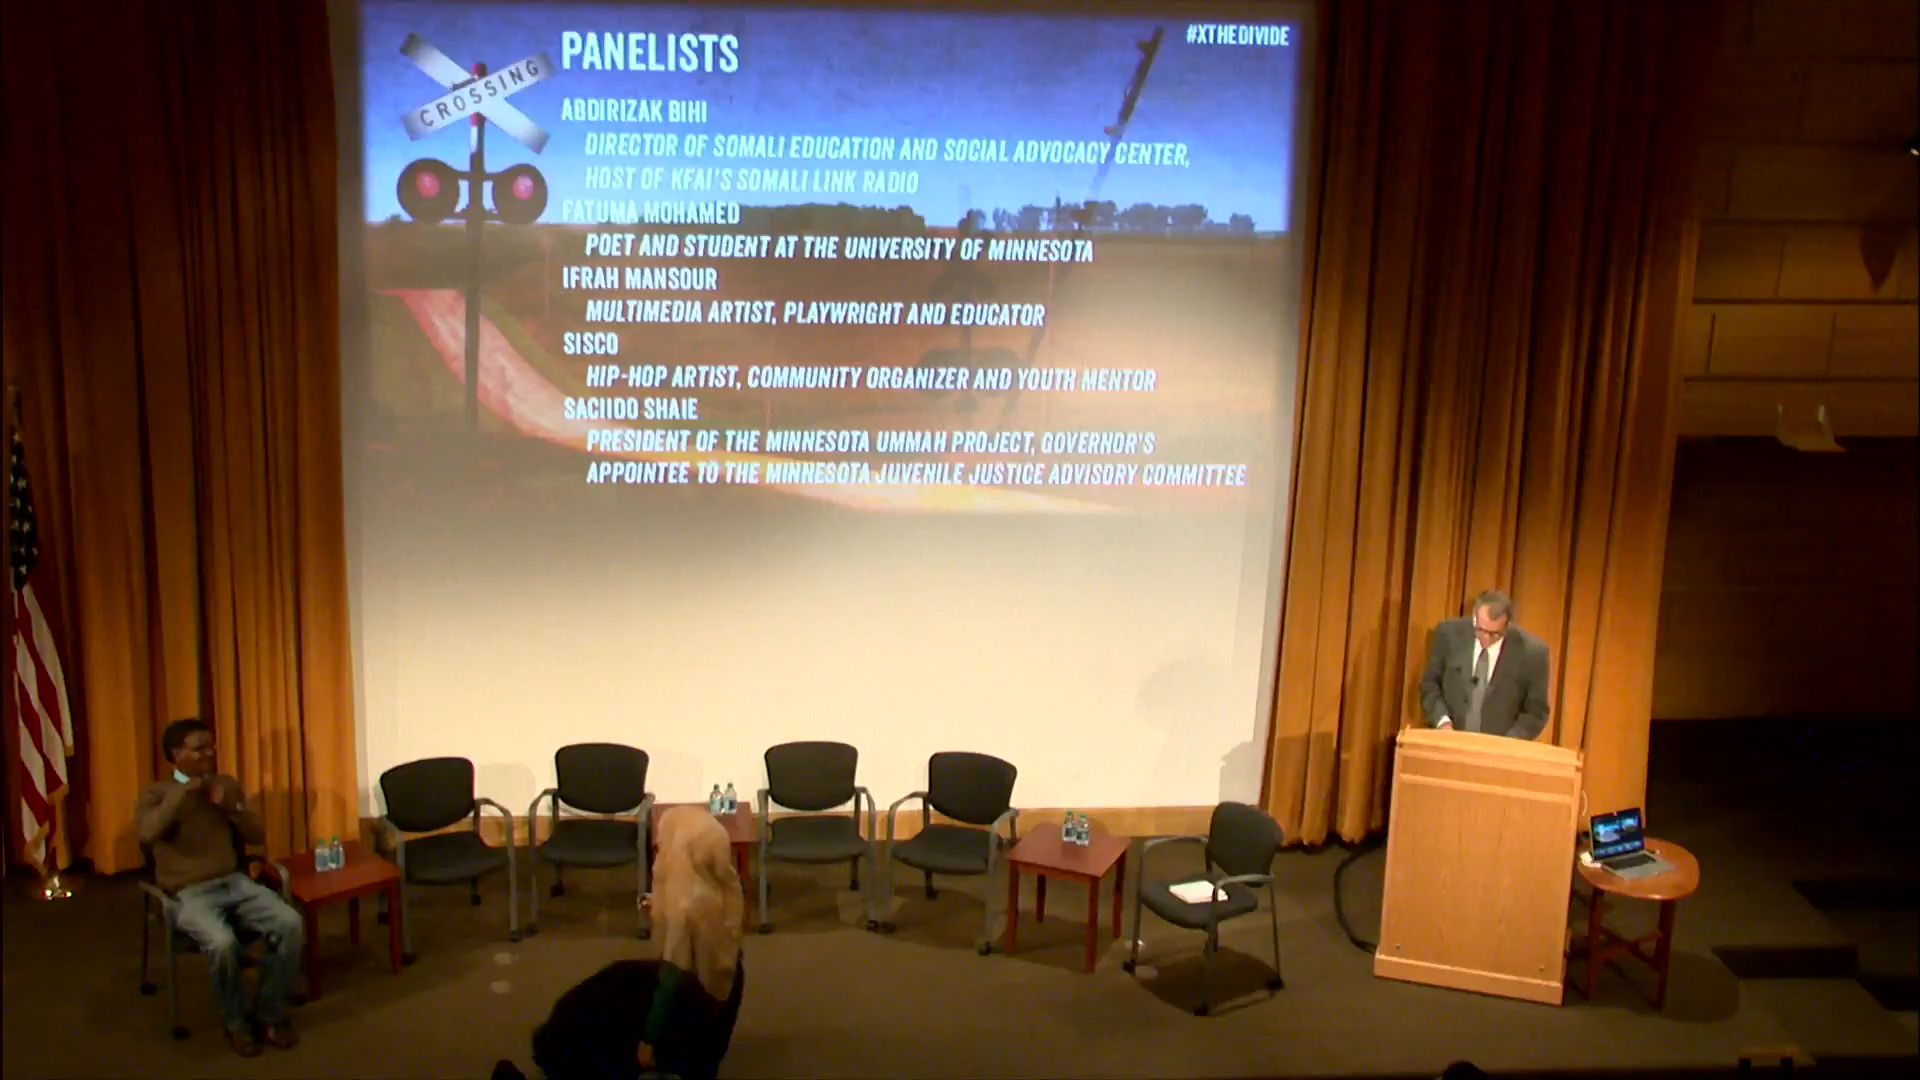 #XTHEDIVIDE
CROSSING
PANELISTS
ABDIRIZAK BIHI
DIRECTOR OF SOMALI EDUCATION AND SOCIAL ADVOCACY CENTER,
HOST OF KFAI'S SOMALI LINK RADIO
FATUMA MOHAMED
POET AND STUDENT AT THE UNIVERSITY OF MINNESOTA
IFRAH MANSOUR
MULTIMEDIA ARTIST, PLAYWRIGHT AND EDUCATOR
SISCO
HIP-HOP ARTIST, COMMUNITY ORGANIZER AND YOUTH MENTOR
SACIIDO SHAIE
PRESIDENT OF THE MINNESOTA UMMAH PROJECT, GOVERNOR'S
APPOINTEE TO THE MINNESOTA JUVENILE JUSTICE ADVISORY COMMITTEE